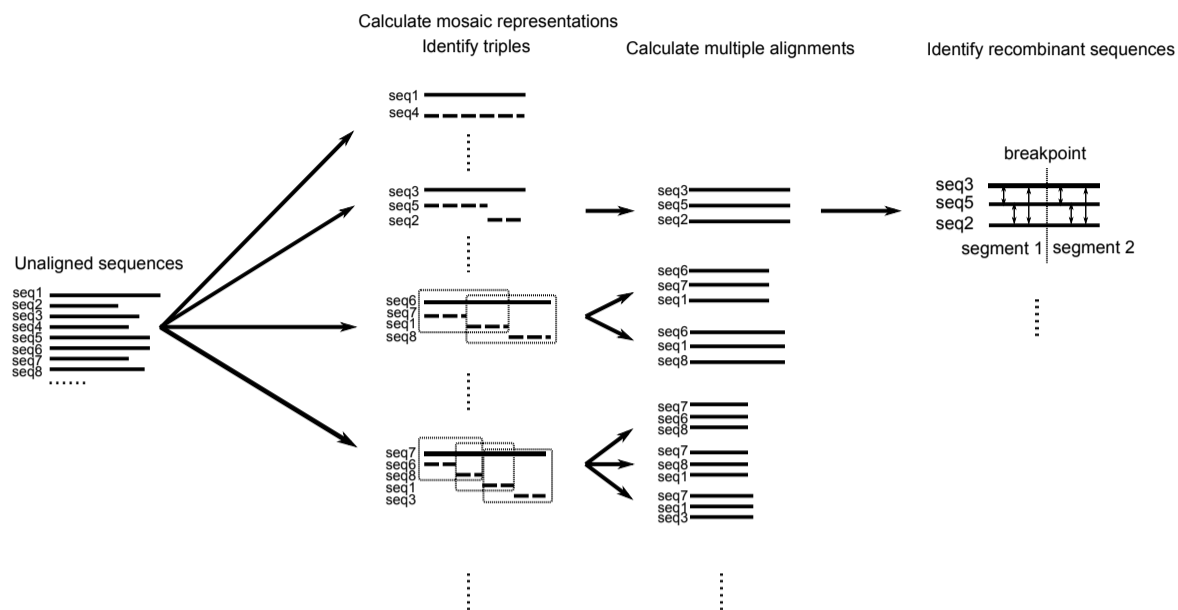 Calculate mosaic representations
Identify triples
Calculate multiple alignments
Identify recombinant sequences
Unaligned sequences
seq1
seq2
seq3
seq4
seq5
seq6
seq7
seq8
seq1
seq4
seq3
seq5
seq2
seq6
seq7
seq1
seq8
seq7
seq6
seq8
seq1
seq3
seq3
seq5
seq2
seq6
seq7
seq1
seq6
seq1
seq8
seq7
seq6
seq8
seq7
seq8
seq1
seq7
seq1
seq3
breakpoint
seq3
seq5
seq2
segment 1 segment 2